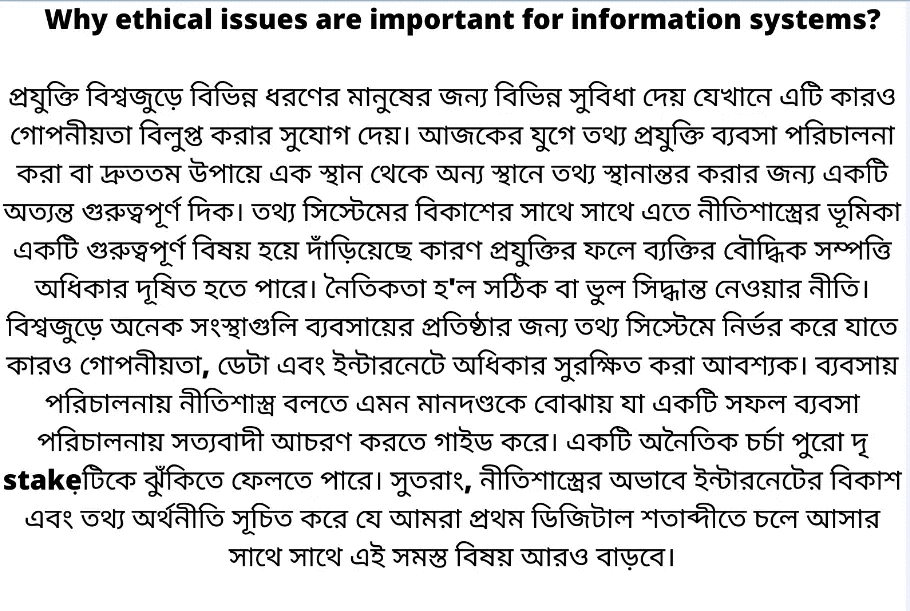 Why ethical issues are important for information systems?
প্রযুক্তি বিশ্বজুড়ে বিভিন্ন ধরণের মানুষের জন্য বিভিন্ন সুবিধা দেয় যেখানে এটি কারও
গোপনীয়তা বিলুপ্ত করার সুযোগ দেয়। আজকের যুগে তথ্য প্রযুক্তি ব্যবসা পরিচালনা
করা বা দ্রুততম উপায়ে এক স্থান থেকে অন্য স্থানে তথ্য স্থানান্তর করার জন্য একটি
অত্যন্ত গুরুত্বপূর্ণ দিক। তথ্য সিস্টেমের বিকাশের সাথে সাথে এতে নীতিশাস্ত্রের ভূমিকা
একটি গুরুত্বপূর্ণ বিষয় হয়ে দাঁড়িয়েছে কারণ প্রযুক্তির ফলে ব্যক্তির বৌদ্ধিক সম্পত্তি
অধিকার দূষিত হতে পারে। নৈতিকতা হ'ল সঠিক বা ভুল সিদ্ধান্ত নেওয়ার নীতি।
বিশ্বজুড়ে অনেক সংস্থাগুলি ব্যবসায়ের প্রতিষ্ঠার জন্য তথ্য সিস্টেমে নির্ভর করে যাতে
কারও গোপনীয়তা, ডেটা এবং ইন্টারনেটে অধিকার সুরক্ষিত করা আবশ্যক। ব্যবসায়
পরিচালনায় নীতিশাস্ত্র বলতে এমন মানদণ্ডকে বোঝায় যা একটি সফল ব্যবসা
পরিচালনায় সত্যবাদী আচরণ করতে গাইড করে। একটি অনৈতিক চর্চা পুরো দৃ
stakeটিকে ঝুঁকিতে ফেলতে পারে। সুতরাং, নীতিশাস্ত্রের অভাবে ইন্টারনেটের বিকাশ
এবং তথ্য অর্থনীতি সূচিত করে যে আমরা প্রথম ডিজিটাল শতাব্দীতে চলে আসার
সাথে সাথে এই সমস্ত বিষয় আরও বাড়বে।